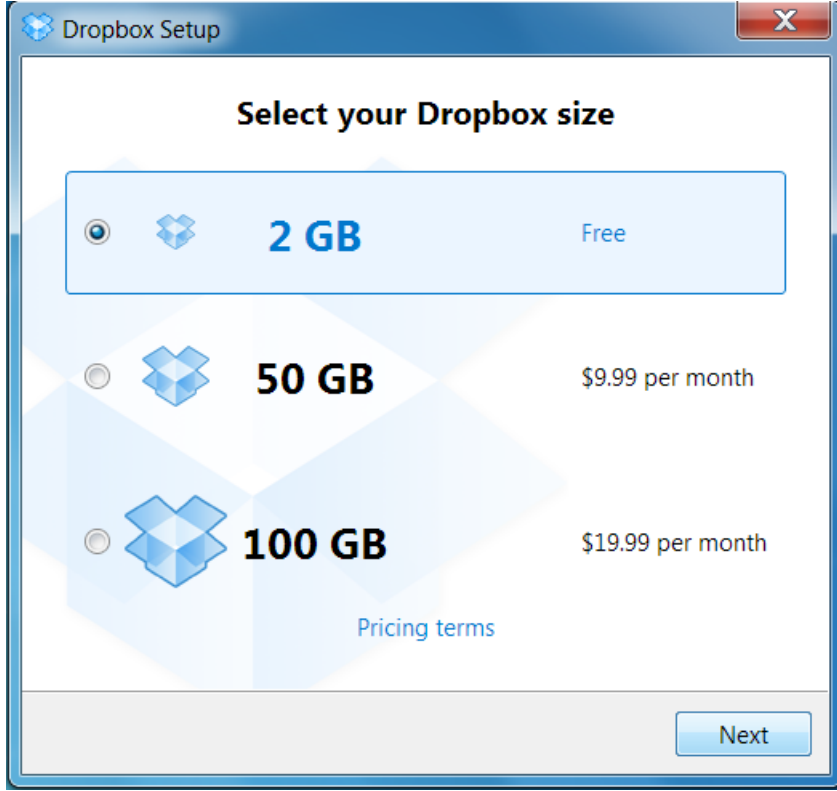 Dropbox Setup
Select your Dropbox size
2 GB Free
50 GB $9.99 per month
100 GB $19.99 per month
Pricing terms
Next